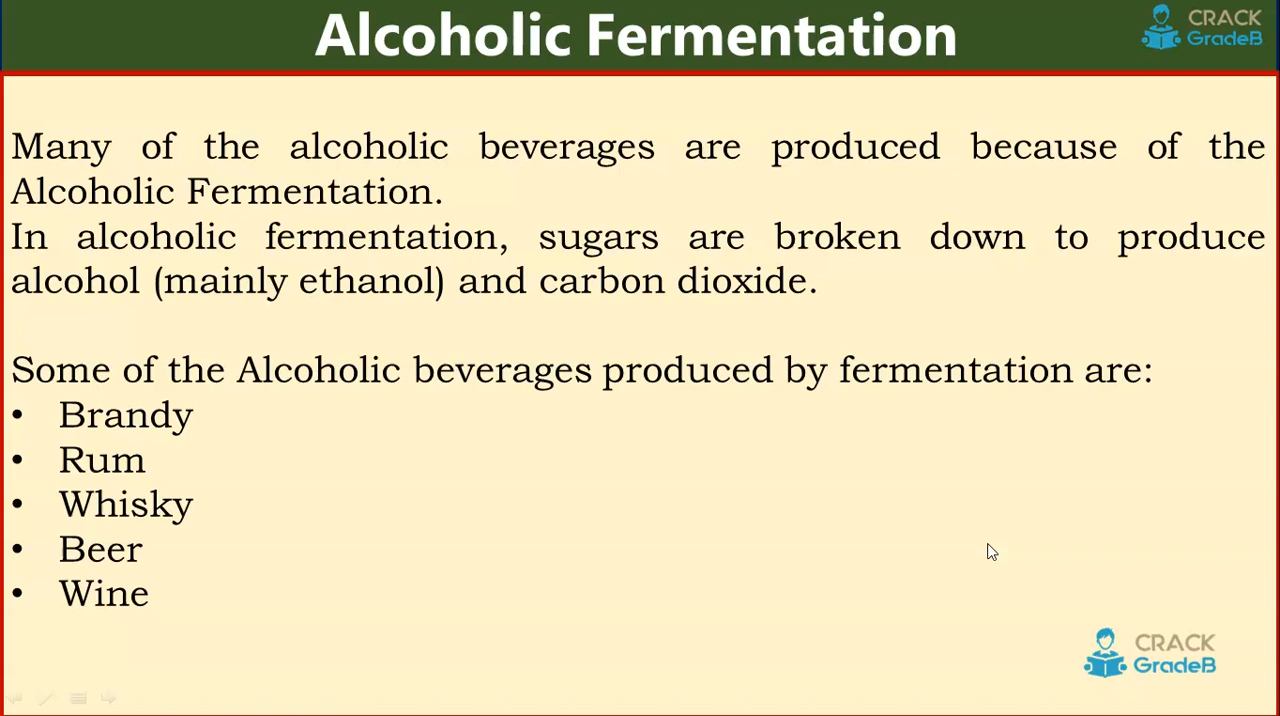 Alcoholic Fermentation
CRACK
GradeB
Many of the alcoholic beverages are produced because of the
Alcoholic Fermentation.
In alcoholic fermentation, sugars are broken down to produce
alcohol (mainly ethanol) and carbon dioxide.
Some of the Alcoholic beverages produced by fermentation are:
• Brandy
• Rum
• Whisky
• Beer
• Wine
CRACK
GradeB